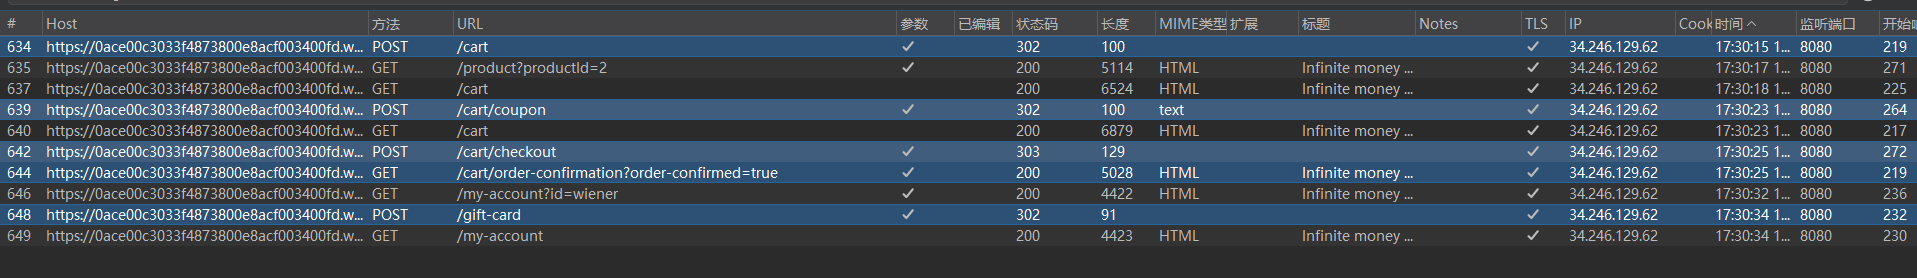 # Host 方法 URL 参数 已编辑 状态码 长度 MIME类型 扩展 标题 Notes TLS IP Cook 时间 监听端口 开始
634 https://0ace00c3033f4873800e8acf003400fd.w... POST /cart ✓ 302 100 ✓ 34.246.129.62 17:30:15 1... 8080 219
635 https://0ace00c3033f4873800e8acf003400fd.w... GET /product?productId=2 ✓ 200 5114 HTML Infinite money ... ✓ 34.246.129.62 17:30:17 1... 8080 271
637 https://0ace00c3033f4873800e8acf003400fd.w... GET /cart 200 6524 HTML Infinite money ... ✓ 34.246.129.62 17:30:18 1... 8080 225
639 https://0ace00c3033f4873800e8acf003400fd.w... POST /cart/coupon ✓ 302 100 text ✓ 34.246.129.62 17:30:23 1... 8080 264
640 https://0ace00c3033f4873800e8acf003400fd.w... GET /cart 200 6879 HTML Infinite money ... ✓ 34.246.129.62 17:30:23 1... 8080 217
642 https://0ace00c3033f4873800e8acf003400fd.w... POST /cart/checkout ✓ 303 129 ✓ 34.246.129.62 17:30:25 1... 8080 272
644 https://0ace00c3033f4873800e8acf003400fd.w... GET /cart/order-confirmation?order-confirmed=true ✓ 200 5028 HTML Infinite money ... ✓ 34.246.129.62 17:30:25 1... 8080 219
646 https://0ace00c3033f4873800e8acf003400fd.w... GET /my-account?id=wiener ✓ 200 4422 HTML Infinite money ... ✓ 34.246.129.62 17:30:32 1... 8080 236
648 https://0ace00c3033f4873800e8acf003400fd.w... POST /gift-card ✓ 302 91 ✓ 34.246.129.62 17:30:34 1... 8080 232
649 https://0ace00c3033f4873800e8acf003400fd.w... GET /my-account 200 4423 HTML Infinite money ... ✓ 34.246.129.62 17:30:34 1... 8080 230